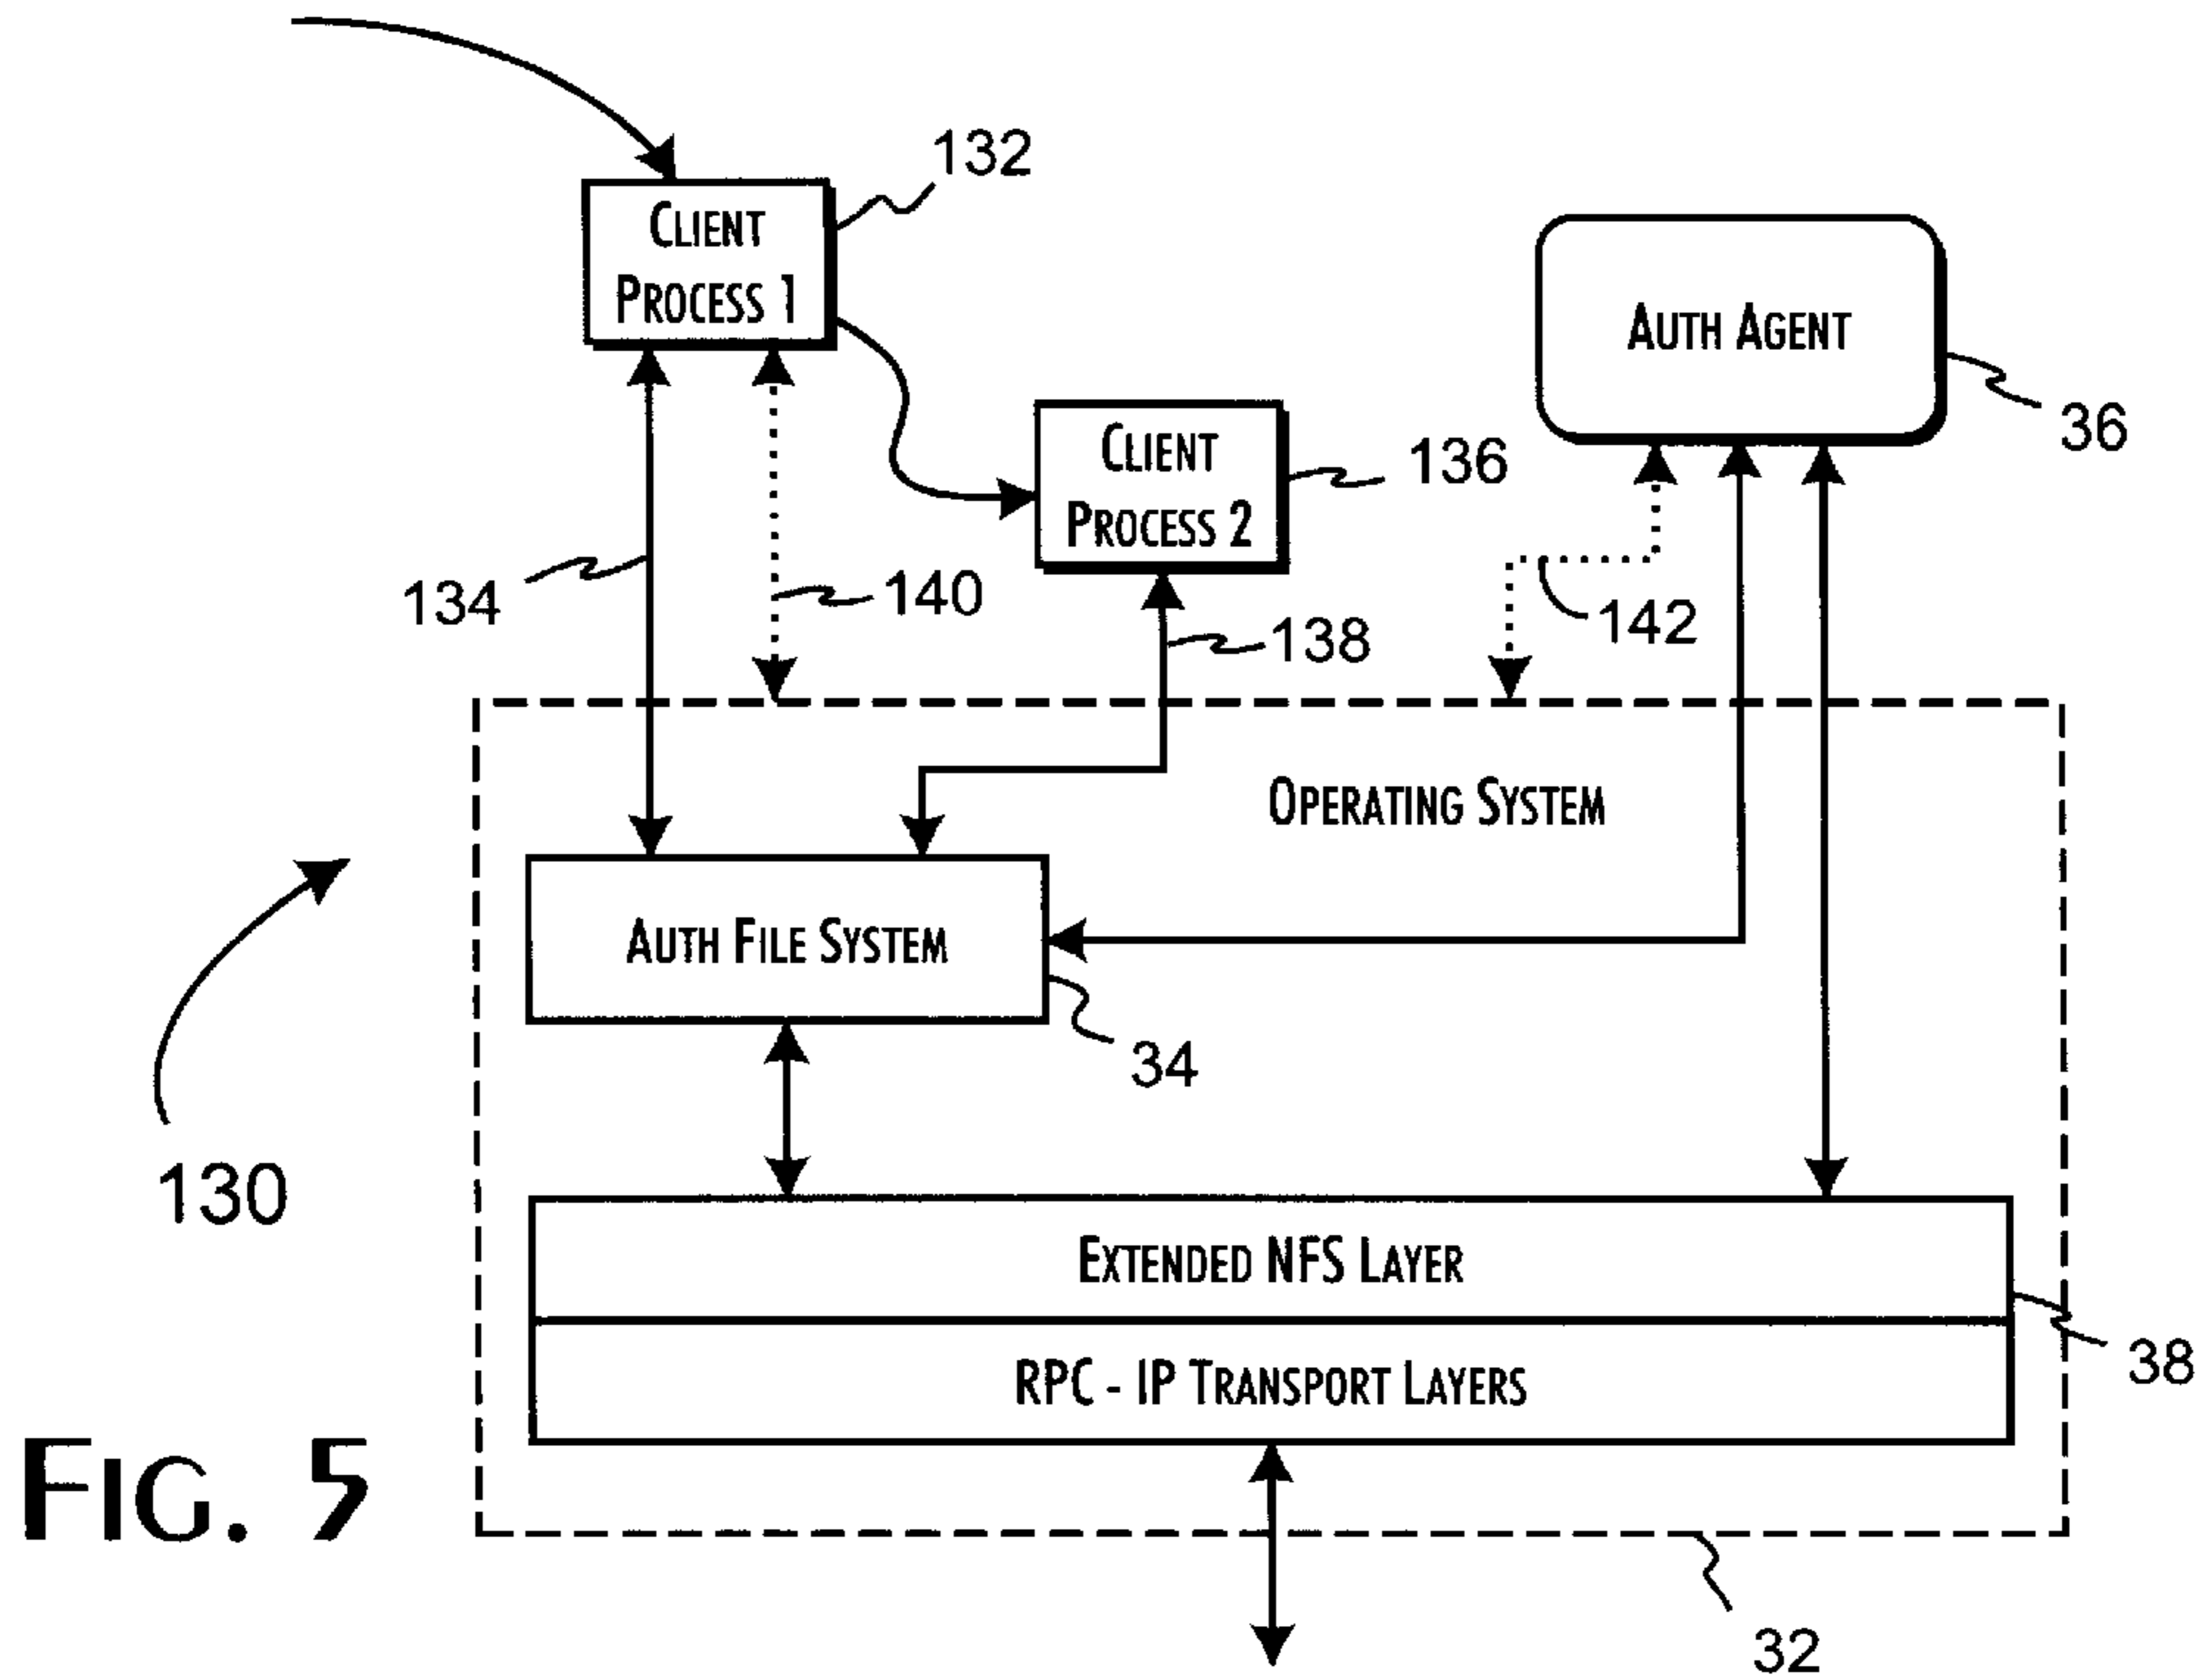 132
CLIENT
PROCESS 1
AUTH AGENT
36
CLIENT
PROCESS 2
136
134
140
138
142
OPERATING SYSTEM
AUTH FILE SYSTEM
34
130
EXTENDED NFS LAYER
38
RPC - IP TRANSPORT LAYERS
FIG. 5
32